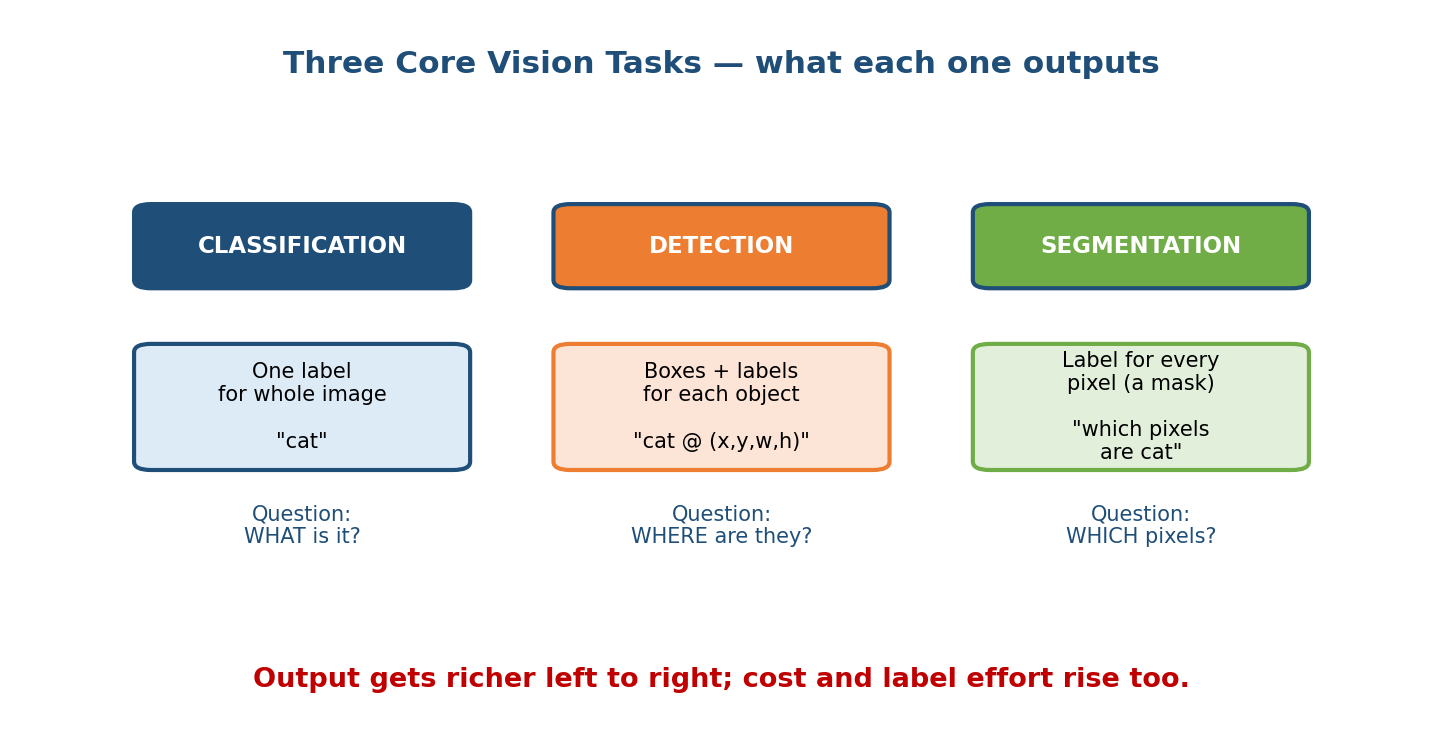 Three Core Vision Tasks — what each one outputs
CLASSIFICATION
One label
for whole image
"cat"
Question:
WHAT is it?
DETECTION
Boxes + labels
for each object
"cat @ (x,y,w,h)"
Question:
WHERE are they?
SEGMENTATION
Label for every
pixel (a mask)
"which pixels
are cat"
Question:
WHICH pixels?
Output gets richer left to right; cost and label effort rise too.